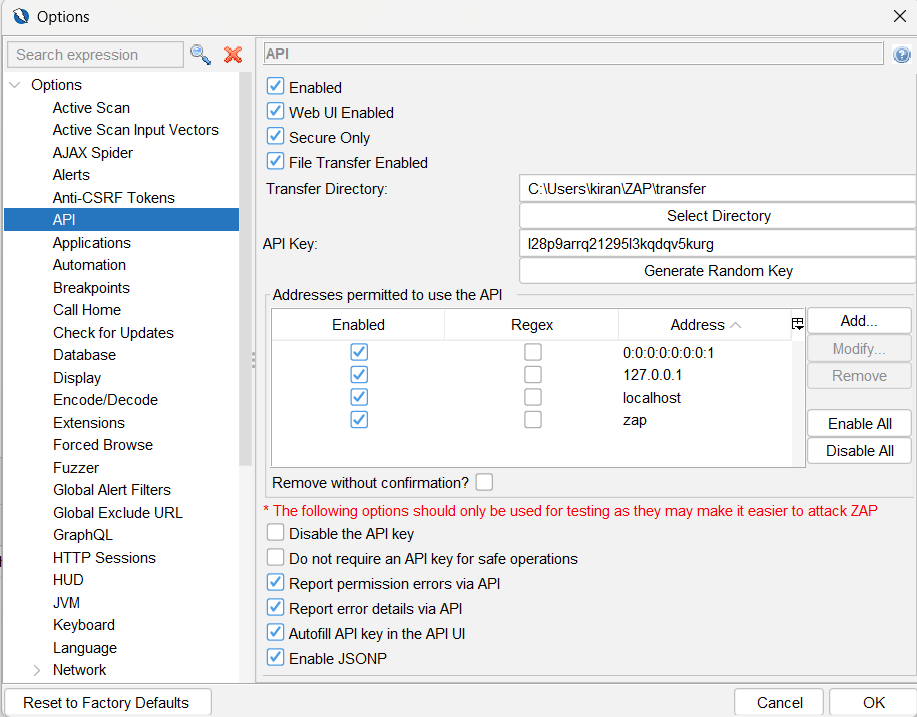 Options
Search expression
API
Options
Active Scan
Active Scan Input Vectors
AJAX Spider
Alerts
Anti-CSRF Tokens
API
Applications
Automation
Breakpoints
Call Home
Check for Updates
Database
Display
Encode/Decode
Extensions
Forced Browse
Fuzzer
Global Alert Filters
Global Exclude URL
GraphQL
HTTP Sessions
HUD
JVM
Keyboard
Language
Network
Enabled
Web UI Enabled
Secure Only
File Transfer Enabled
Transfer Directory: C:\Users\kiran\ZAP\transfer
Select Directory
API Key: l28p9arrq21295l3kqdqv5kurg
Generate Random Key
Addresses permitted to use the API
Enabled Regex Address
0:0:0:0:0:0:0:1
127.0.0.1
localhost
zap
Add...
Modify...
Remove
Enable All
Disable All
Remove without confirmation?
* The following options should only be used for testing as they may make it easier to attack ZAP
Disable the API key
Do not require an API key for safe operations
Report permission errors via API
Report error details via API
Autofill API key in the API UI
Enable JSONP
Reset to Factory Defaults Cancel OK